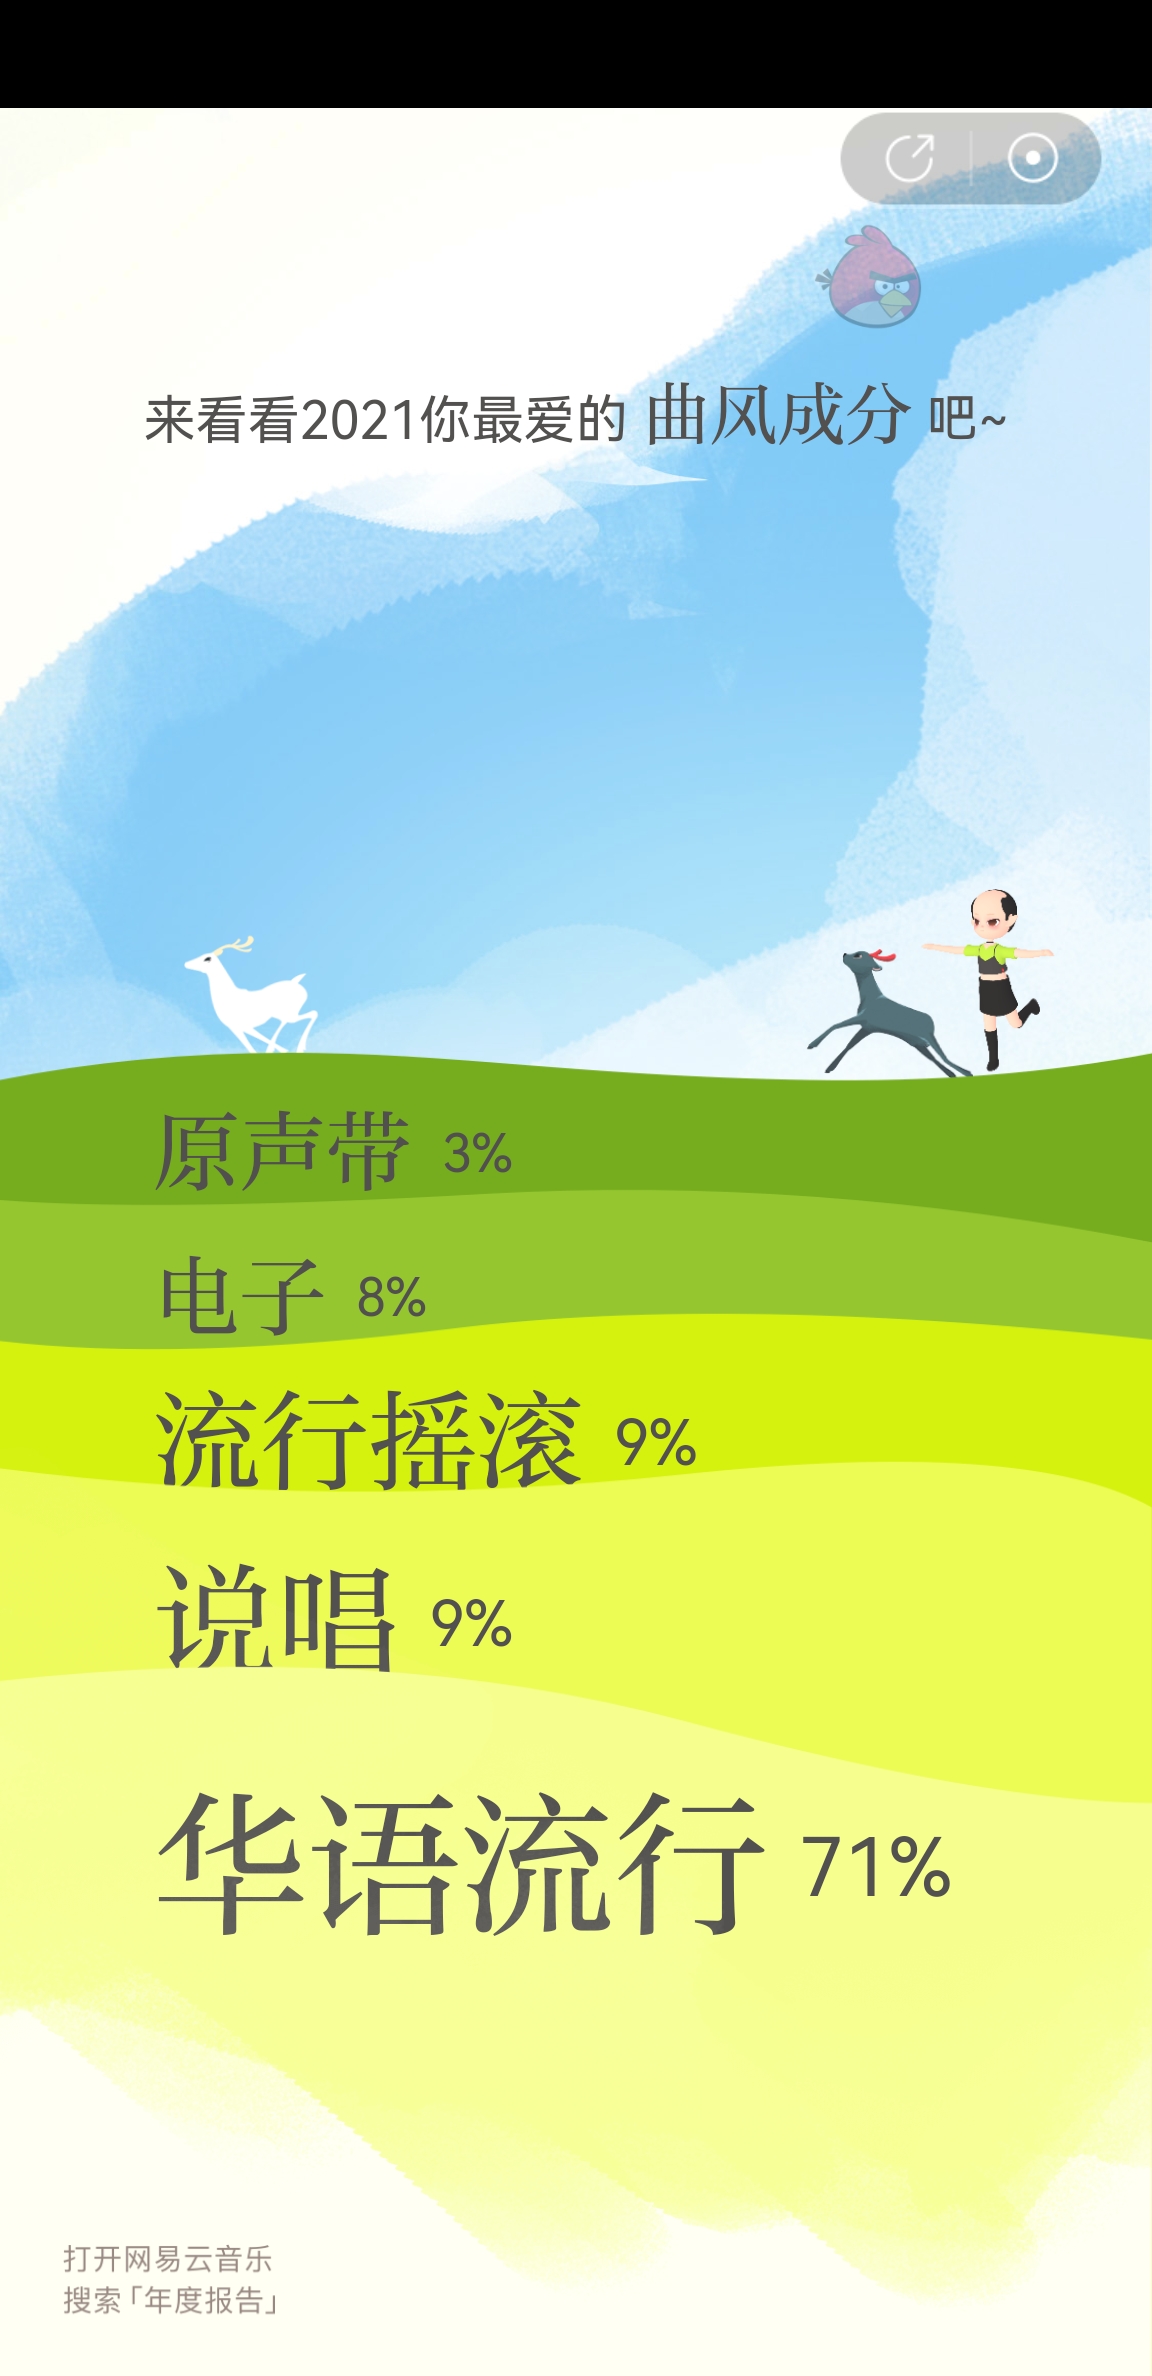 来看看2021你最爱的 曲风成分 吧~
原声带 3%
电子 8%
流行摇滚 9%
说唱 9%
华语流行 71%
打开网易云音乐
搜索「年度报告」